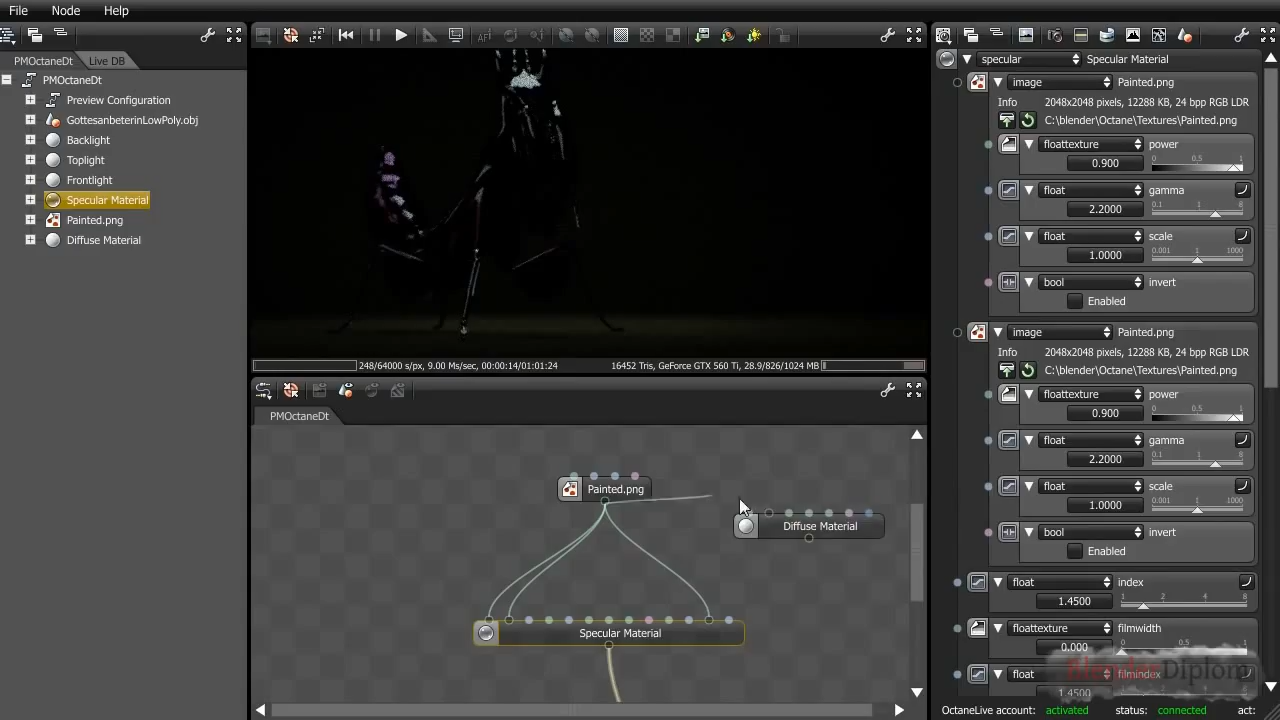 File Node Help
PMOctaneDt Live DB
PMOctaneDt
Preview Configuration
GottesanbeterinLowPoly.obj
Backlight
Toplight
Frontlight
Specular Material
Painted.png
Diffuse Material
248/64000 s/px, 9.00 Ms/sec, 00:00:14/01:01:24 16452 Tris, GeForce GTX 560 Ti, 28.9/826/1024 MB
PMOctaneDt
Painted.png
Diffuse Material
Specular Material
specular Specular Material
image Painted.png
Info 2048x2048 pixels, 12288 KB, 24 bpp RGB LDR
C:\blender\Octane\Textures\Painted.png
floattexture power
0.900 0 0.5 1
float gamma
2.2000 0.1 1 8
float scale
1.0000 0.001 1 1000
bool invert
Enabled
image Painted.png
Info 2048x2048 pixels, 12288 KB, 24 bpp RGB LDR
C:\blender\Octane\Textures\Painted.png
floattexture power
0.900 0 0.5 1
float gamma
2.2000 0.1 1 8
float scale
1.0000 0.001 1 1000
bool invert
Enabled
float index
1.4500 1 2 4 8
floattexture filmwidth
0.000 0 0.5 1
float filmindex
1.4500
BlenderDiplom
OctaneLive account: activated status: connected act: